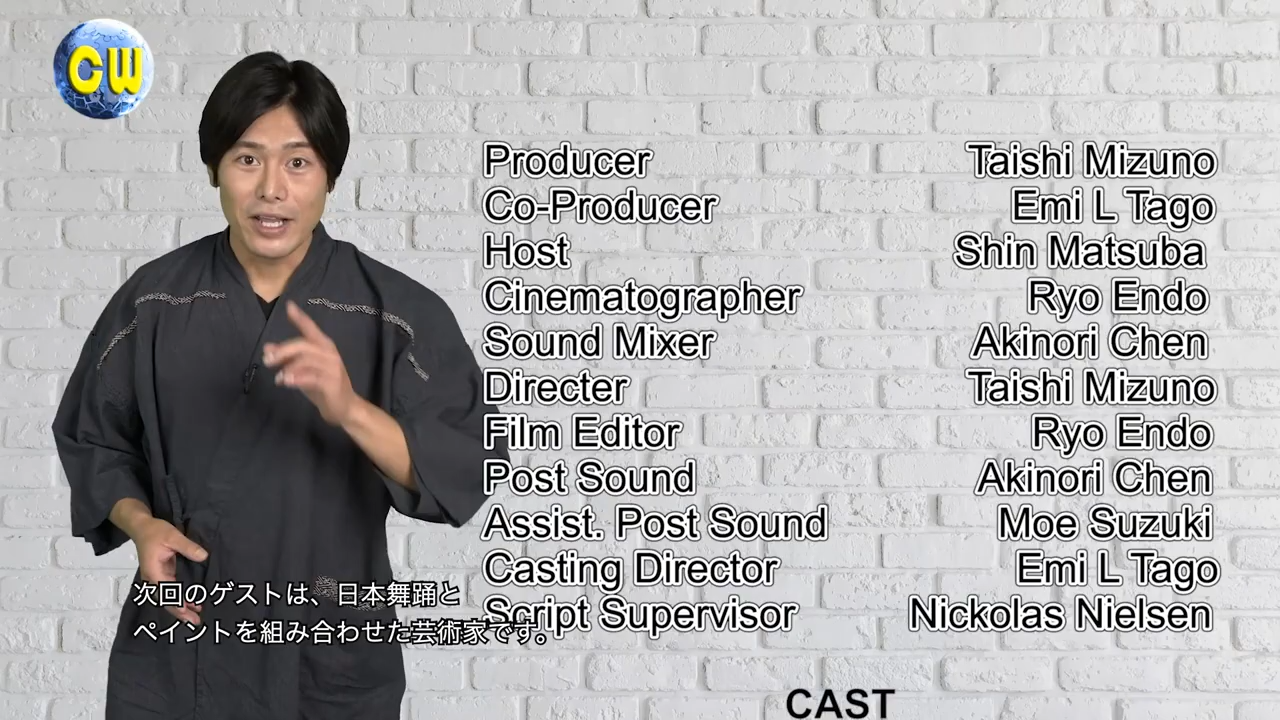 CW
Producer Taishi Mizuno
Co-Producer Emi L Tago
Host Shin Matsuba
Cinematographer Ryo Endo
Sound Mixer Akinori Chen
Directer Taishi Mizuno
Film Editor Ryo Endo
Post Sound Akinori Chen
Assist. Post Sound Moe Suzuki
Casting Director Emi L Tago
Script Supervisor Nickolas Nielsen
次回のゲストは、日本舞踊と
ペイントを組み合わせた芸術家です。
CAST